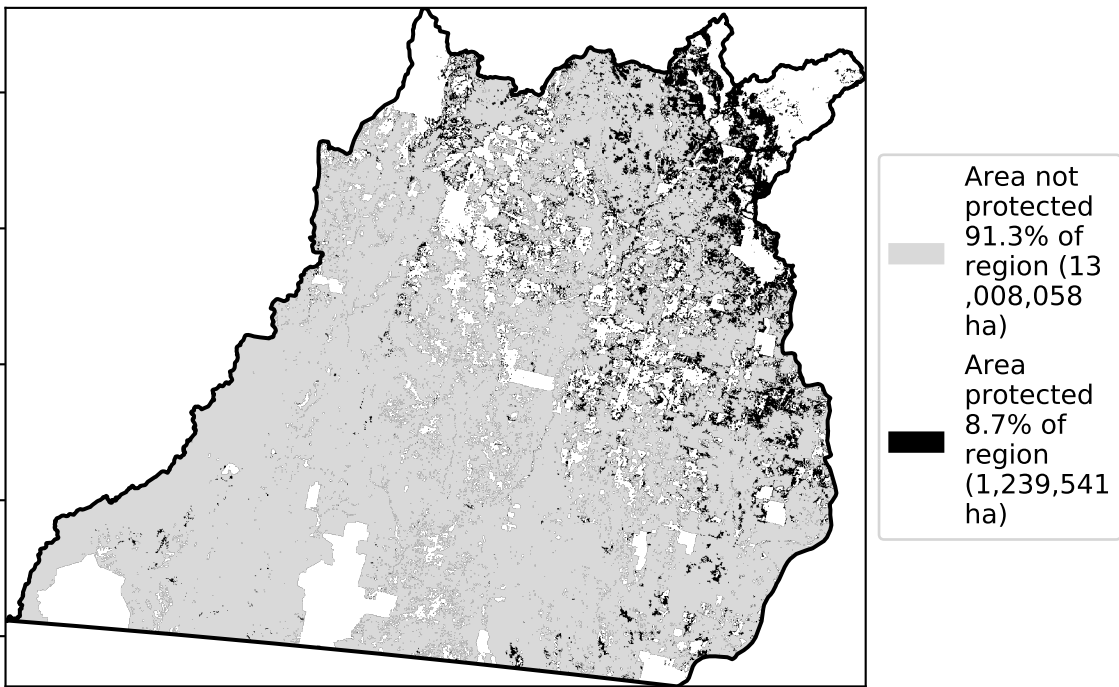 Area not
protected
91.3% of
region (13
,008,058
ha)
Area
protected
8.7% of
region
(1,239,541
ha)